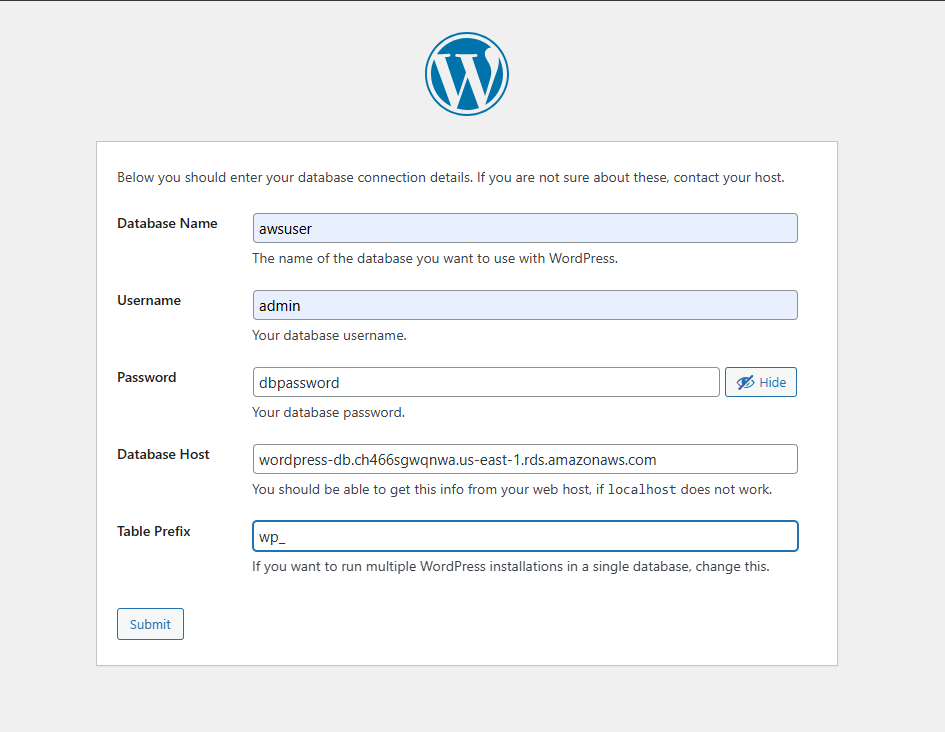 Below you should enter your database connection details. If you are not sure about these, contact your host.
Database Name
awsuser
The name of the database you want to use with WordPress.
Username
admin
Your database username.
Password
dbpassword
Hide
Your database password.
Database Host
wordpress-db.ch466sgwqnwa.us-east-1.rds.amazonaws.com
You should be able to get this info from your web host, if localhost does not work.
Table Prefix
wp_
If you want to run multiple WordPress installations in a single database, change this.
Submit